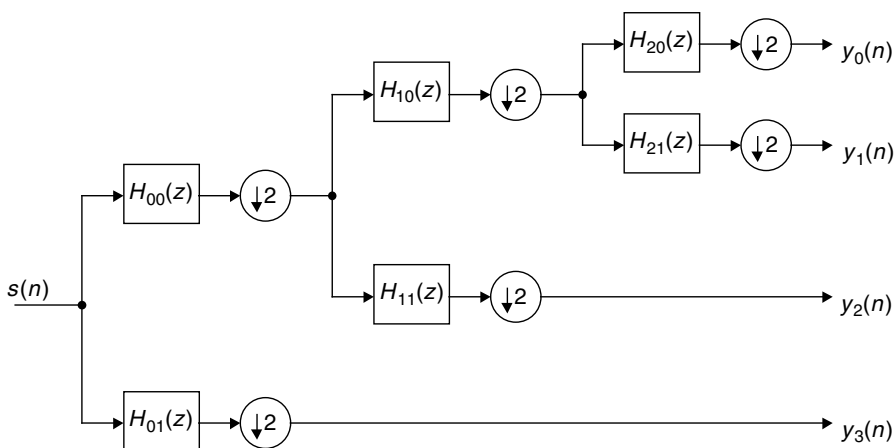 H₂₀(z) ↓2 y₀(n)
H₁₀(z) ↓2
H₂₁(z) ↓2 y₁(n)
H₀₀(z) ↓2
s(n)
H₁₁(z) ↓2 y₂(n)
H₀₁(z) ↓2 y₃(n)